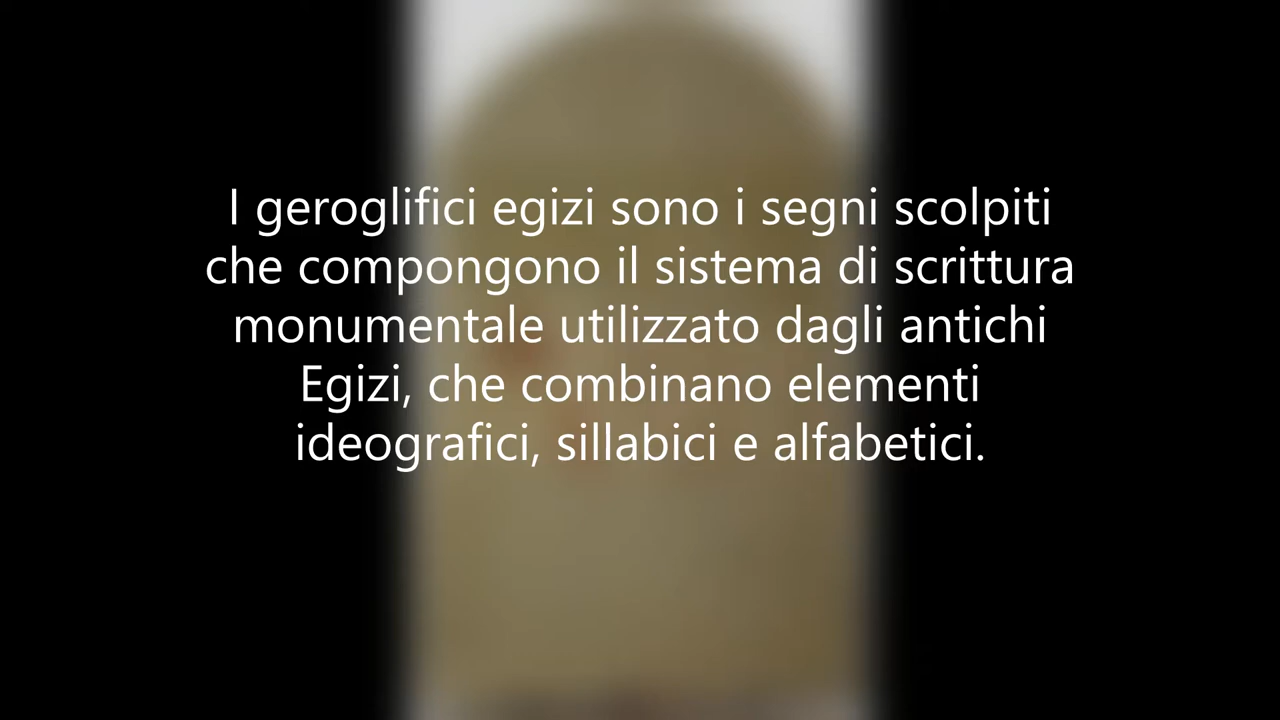 I geroglifici egizi sono i segni scolpiti
che compongono il sistema di scrittura
monumentale utilizzato dagli antichi
Egizi, che combinano elementi
ideografici, sillabici e alfabetici.